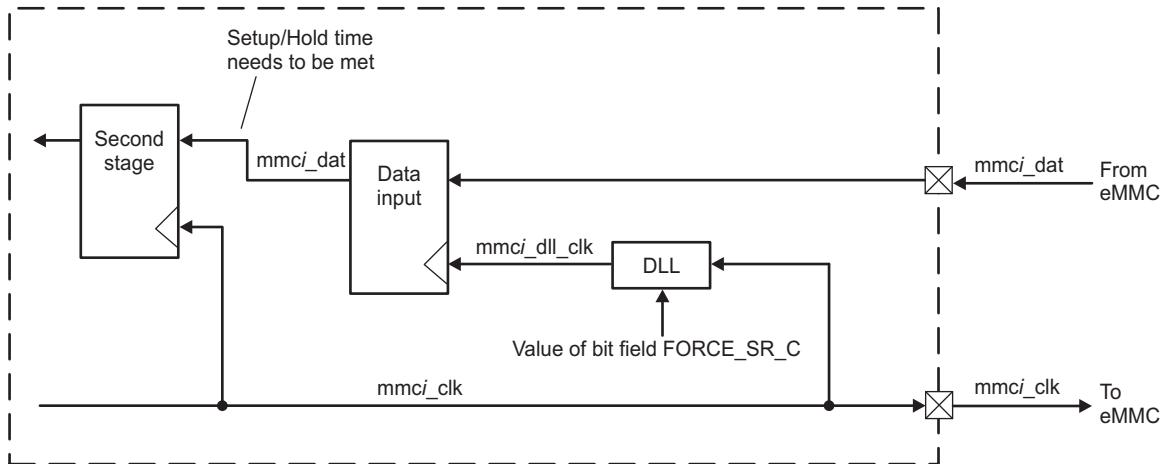 Setup/Hold time
needs to be met
Second
stage
mmci_dat
Data
input
mmci_dat
From
eMMC
mmci_dll_clk
DLL
Value of bit field FORCE_SR_C
mmci_clk
mmci_clk
To
eMMC